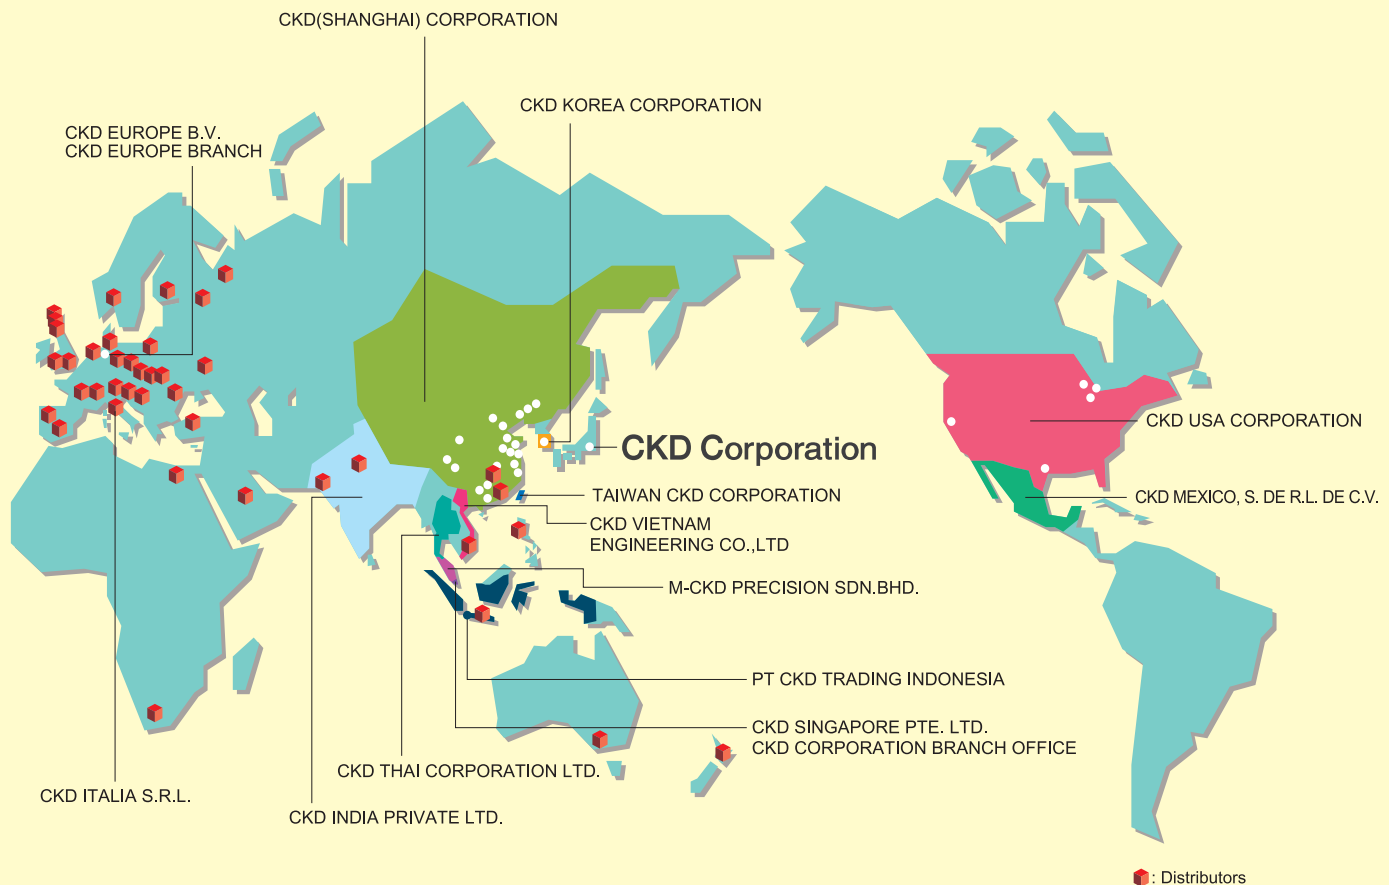 CKD(SHANGHAI) CORPORATION
CKD KOREA CORPORATION
CKD EUROPE B.V.
CKD EUROPE BRANCH
CKD USA CORPORATION
CKD Corporation
TAIWAN CKD CORPORATION
CKD MEXICO, S. DE R.L. DE C.V.
CKD VIETNAM
ENGINEERING CO.,LTD
M-CKD PRECISION SDN.BHD.
PT CKD TRADING INDONESIA
CKD SINGAPORE PTE. LTD.
CKD CORPORATION BRANCH OFFICE
CKD THAI CORPORATION LTD.
CKD ITALIA S.R.L.
CKD INDIA PRIVATE LTD.
: Distributors